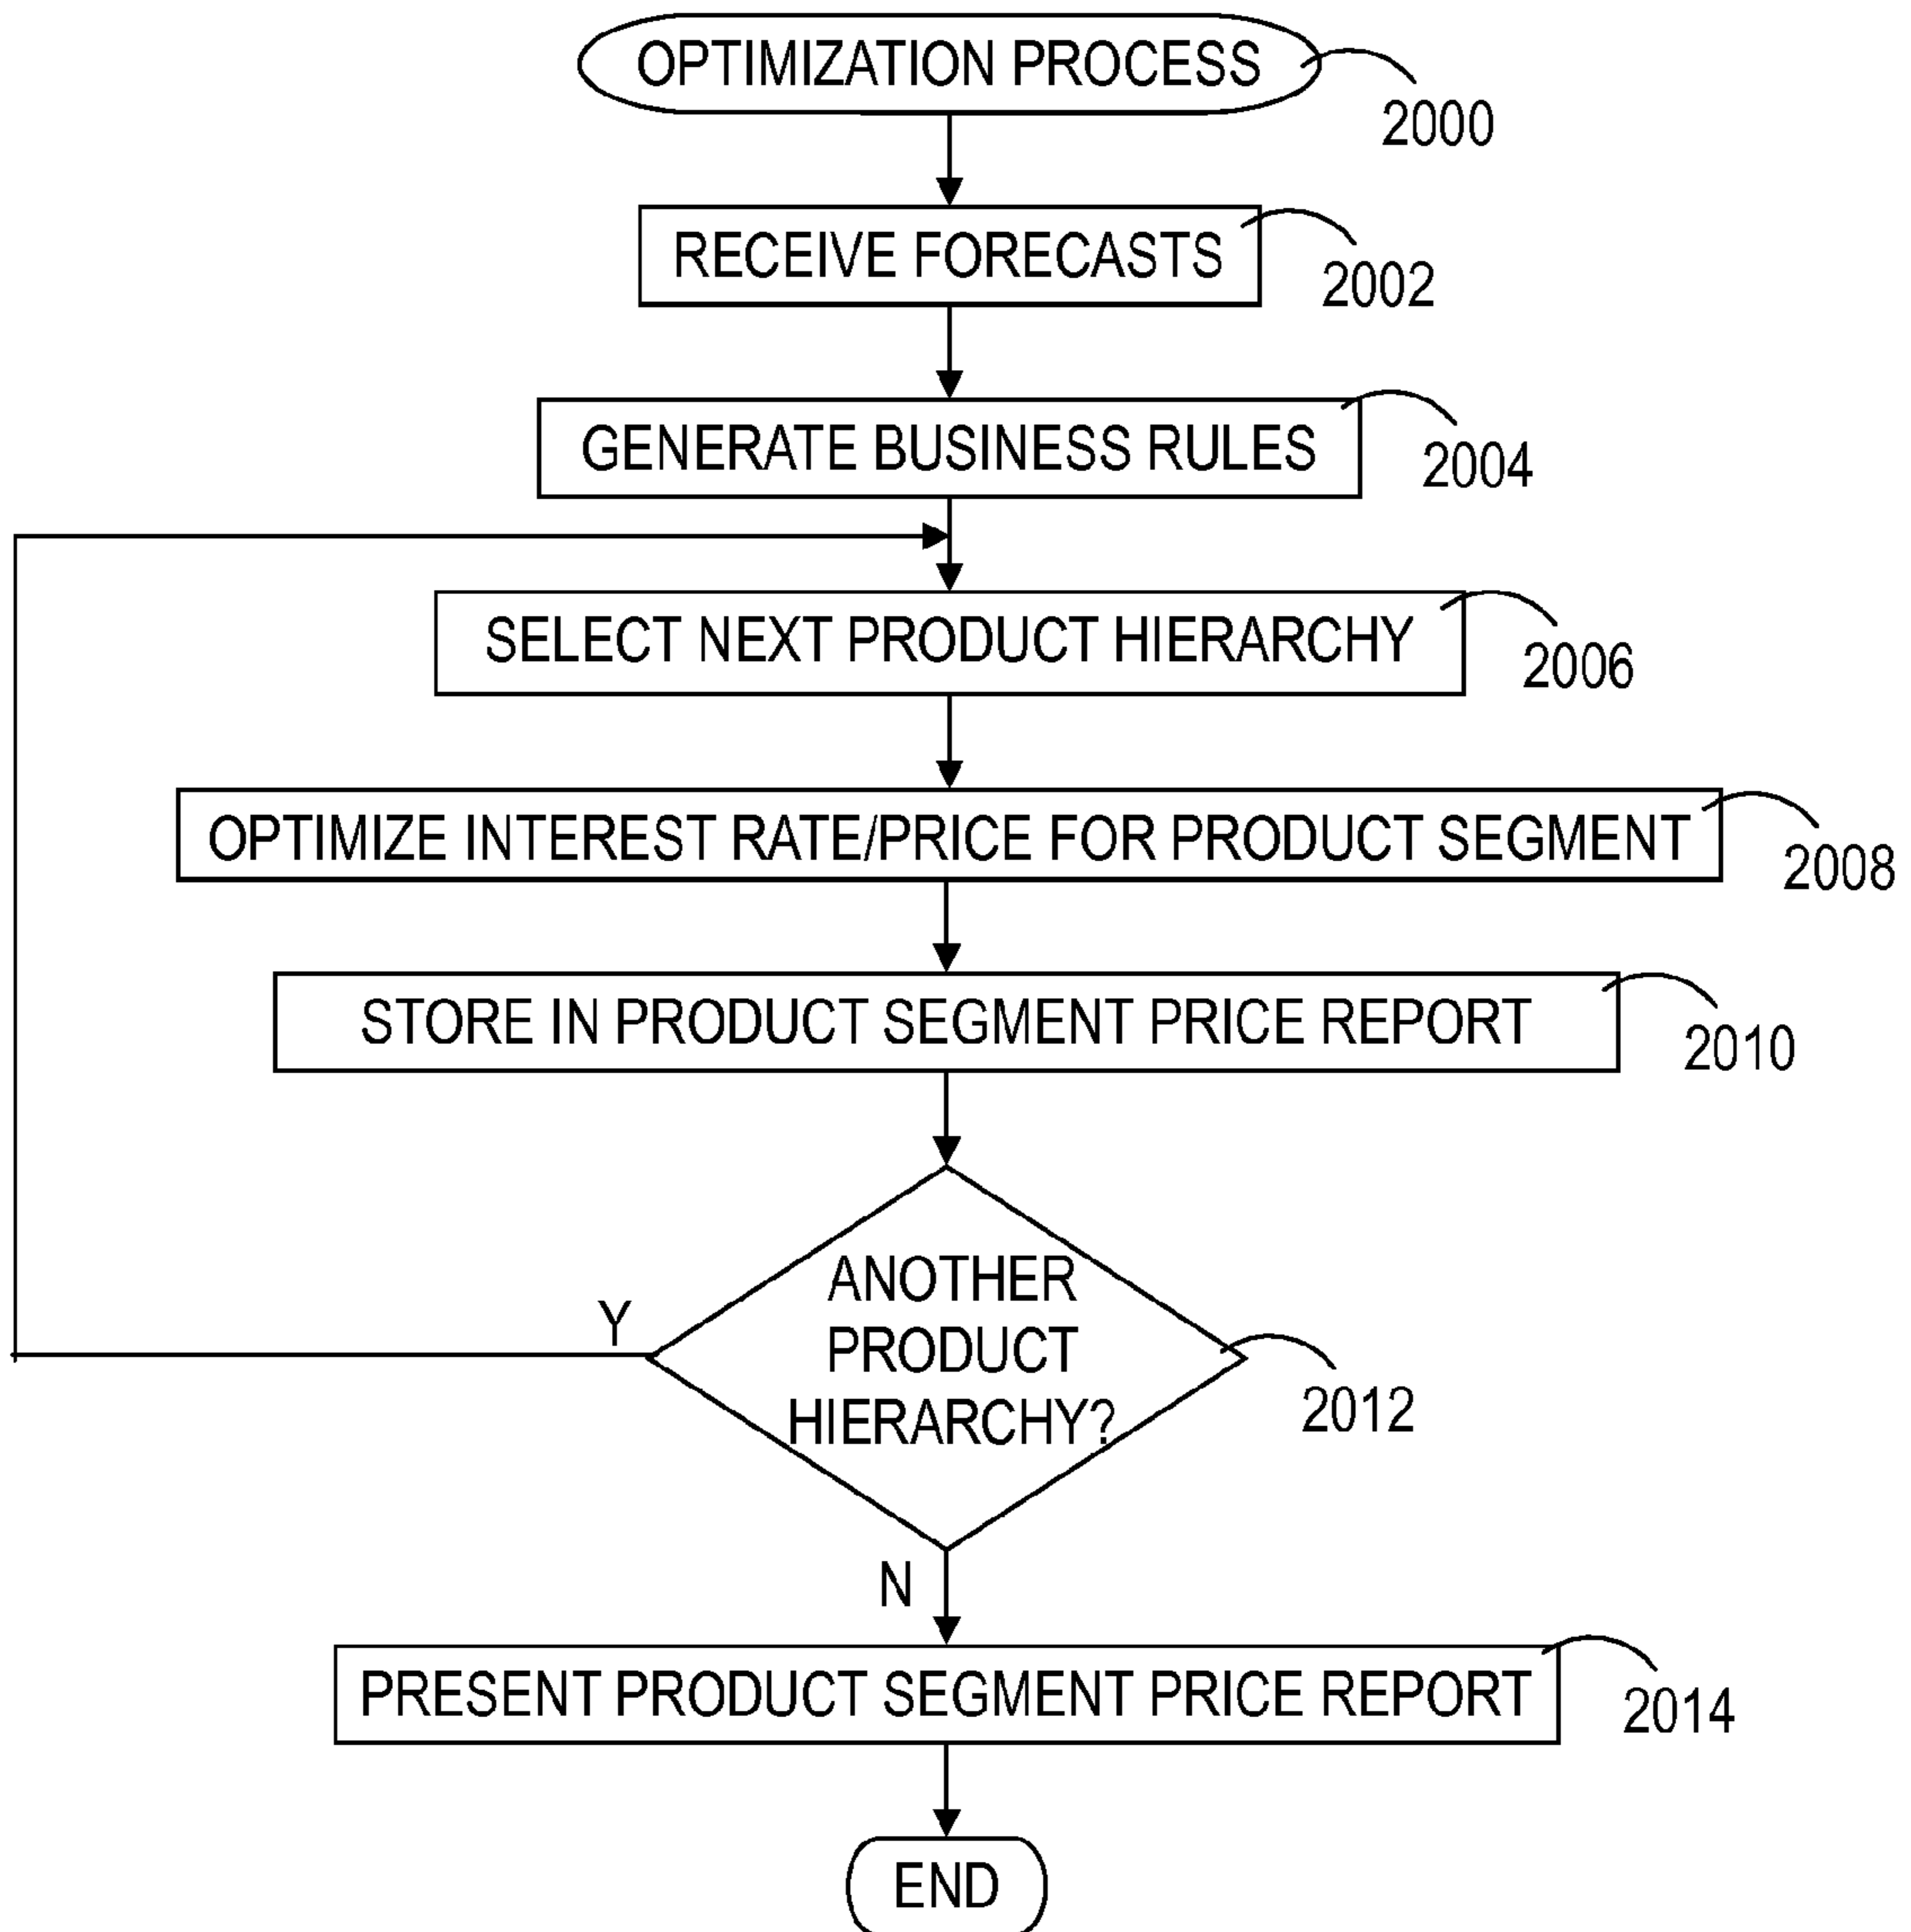 OPTIMIZATION PROCESS
2000
RECEIVE FORECASTS
2002
GENERATE BUSINESS RULES
2004
SELECT NEXT PRODUCT HIERARCHY
2006
OPTIMIZE INTEREST RATE/PRICE FOR PRODUCT SEGMENT
2008
STORE IN PRODUCT SEGMENT PRICE REPORT
2010
ANOTHER
PRODUCT
HIERARCHY?
Y
2012
N
PRESENT PRODUCT SEGMENT PRICE REPORT
2014
END